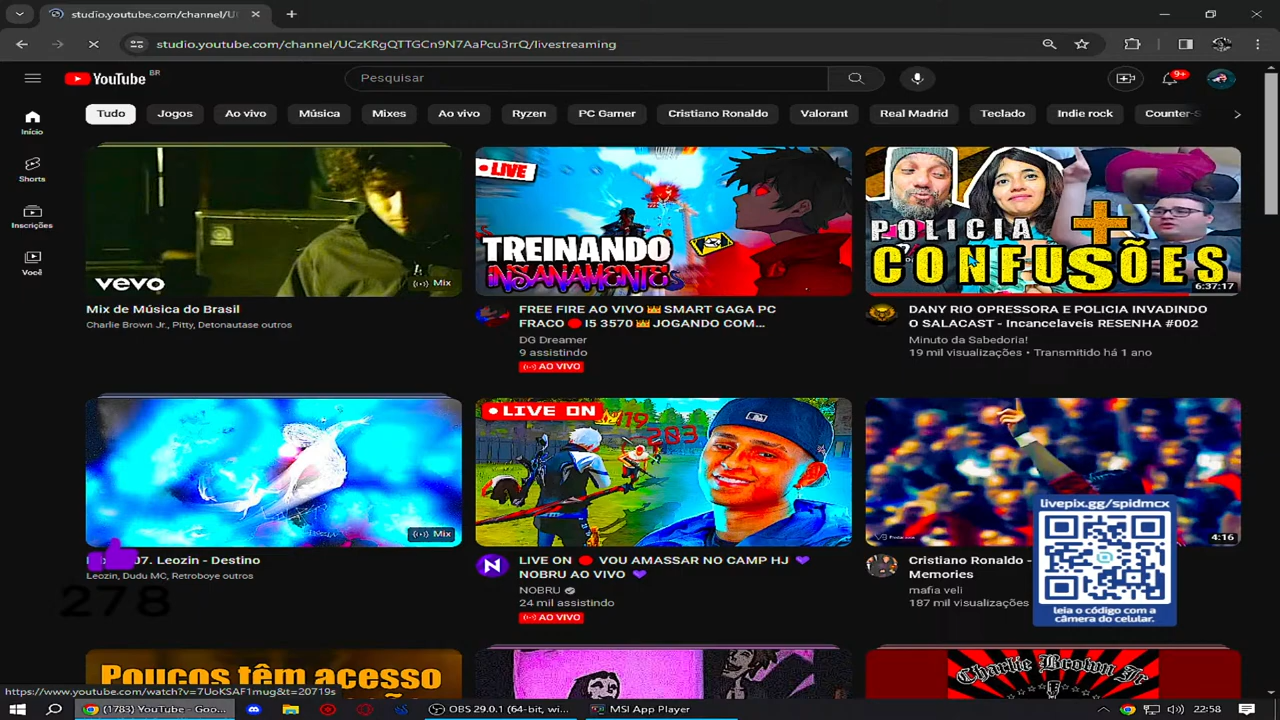 studio.youtube.com/channel/U
studio.youtube.com/channel/UCzKRgQTTGCn9N7AaPcu3rrQ/livestreaming
YouTube BR
Pesquisar
9+
Tudo
Jogos
Ao vivo
Música
Mixes
Ao vivo
Ryzen
PC Gamer
Cristiano Ronaldo
Valorant
Real Madrid
Teclado
Indie rock
Counter-S
Início
Shorts
Inscrições
Você
vevo
Mix
Mix de Música do Brasil
Charlie Brown Jr., Pitty, Detonautase outros
LIVE
TREINANDO
INSANAMENTE
FREE FIRE AO VIVO 👑 SMART GAGA PC
FRACO 🔴 I5 3570 👑 JOGANDO COM...
DG Dreamer
9 assistindo
AO VIVO
POLICIA
CONFUSÕES
6:37:17
DANY RIO OPRESSORA E POLICIA INVADINDO
O SALACAST - Incancelaveis RESENHA #002
Minuto da Sabedoria!
19 mil visualizações • Transmitido há 1 ano
Mix
07. Leozin - Destino
Leozin, Dudu MC, Retroboye outros
278
LIVE ON
119
283
LIVE ON 🔴 VOU AMASSAR NO CAMP HJ 💜
NOBRU AO VIVO 💜
NOBRU
24 mil assistindo
AO VIVO
4:16
Cristiano Ronaldo -
Memories
mafia veli
187 mil visualizações
livepix.gg/spidmcx
leia o código com a
câmera do celular.
Poucos têm acesso
Charlie Brown Jr
https://www.youtube.com/watch?v=7UoKSAF1mug&t=20719s
(1783) YouTube - Goo...
OBS 29.0.1 (64-bit, wi...
MSI App Player
22:58